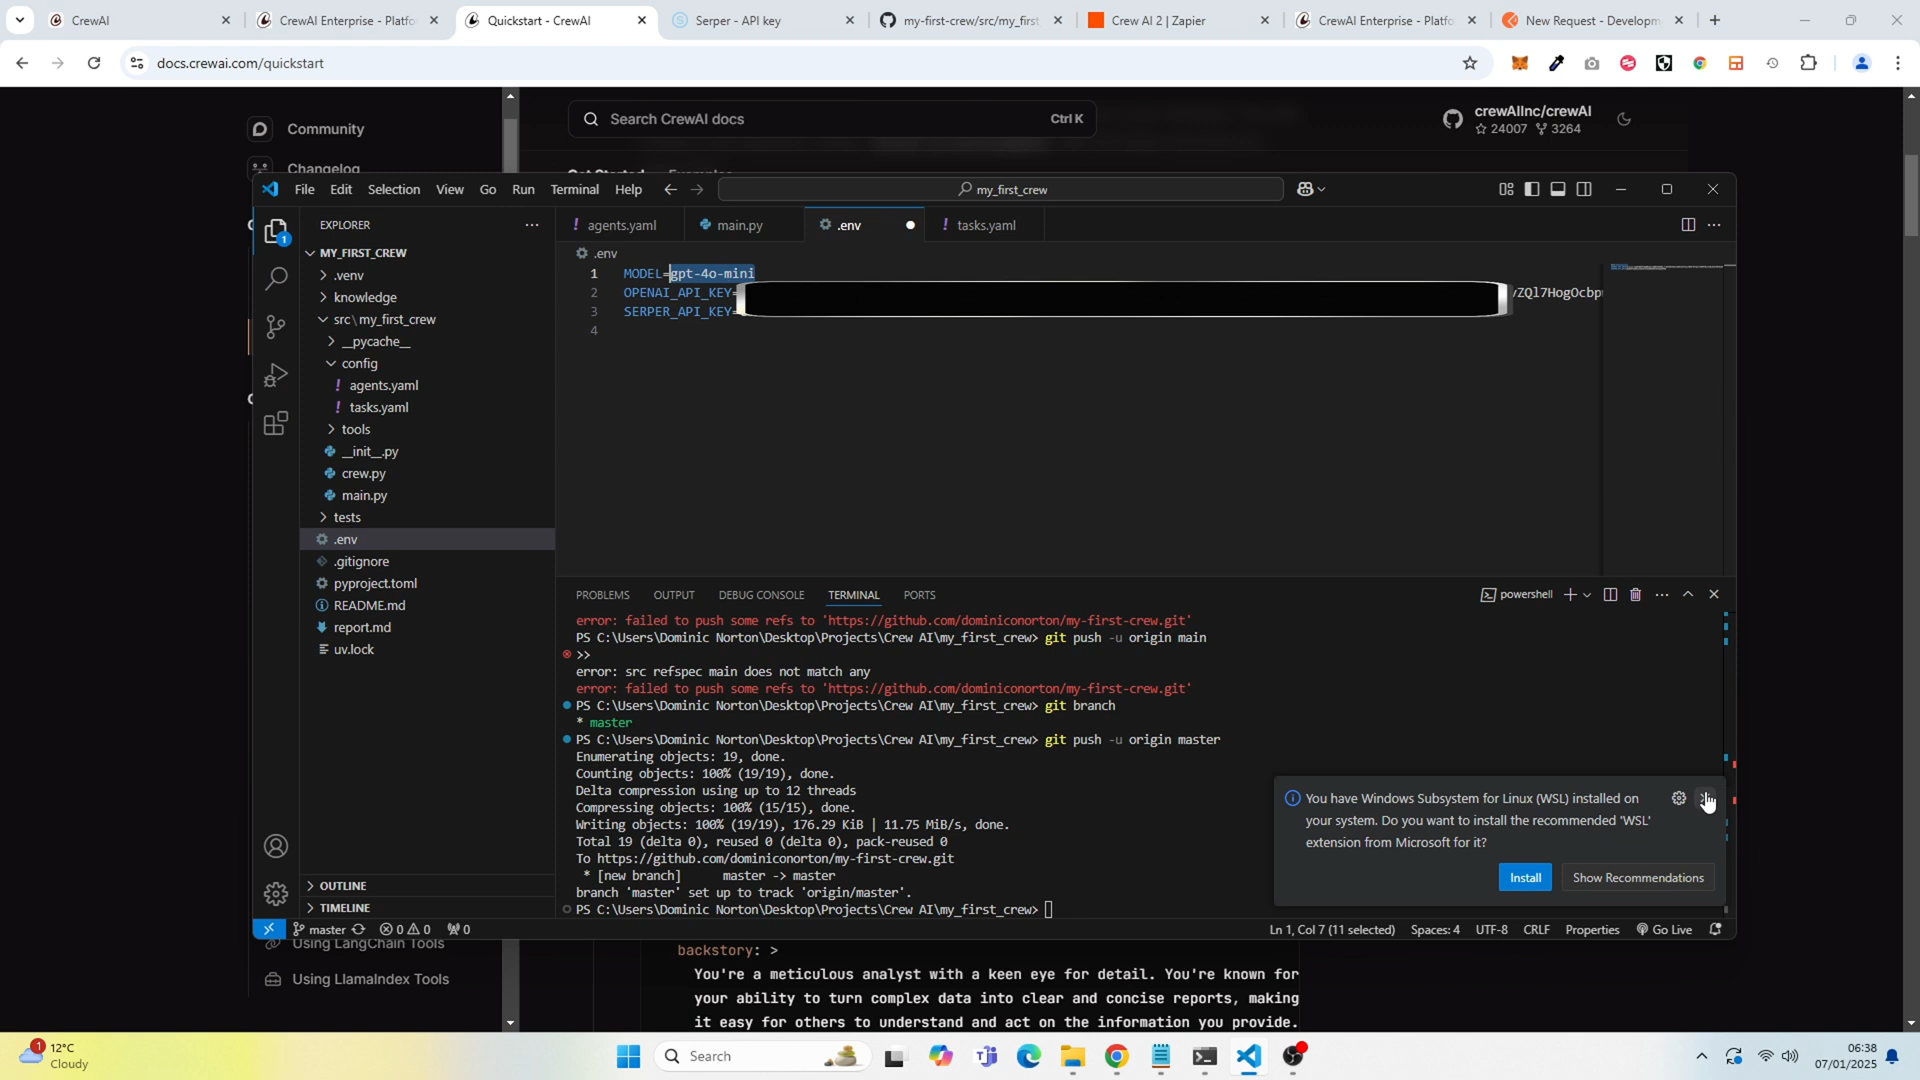 CrewAI
CrewAI Enterprise - Platfo
Quickstart - CrewAI
Serper - API key
my-first-crew/src/my_first
Crew AI 2 | Zapier
CrewAI Enterprise - Platfo
New Request - Developm
docs.crewai.com/quickstart
Community
Search CrewAI docs
Ctrl K
crewAIInc/crewAI
24007 3264
Changelog
File Edit Selection View Go Run Terminal Help
my_first_crew
EXPLORER
agents.yaml
main.py
.env
tasks.yaml
MY_FIRST_CREW
.env
.venv
1 MODEL=gpt-4o-mini
knowledge
2 OPENAI_API_KEY=
src\my_first_crew
3 SERPER_API_KEY=
4
__pycache__
config
agents.yaml
tasks.yaml
tools
__init__.py
crew.py
main.py
tests
.env
.gitignore
pyproject.toml
README.md
report.md
uv.lock
OUTLINE
TIMELINE
PROBLEMS OUTPUT DEBUG CONSOLE TERMINAL PORTS
powershell
error: failed to push some refs to 'https://github.com/dominiconorton/my-first-crew.git'
PS C:\Users\Dominic Norton\Desktop\Projects\Crew AI\my_first_crew> git push -u origin main
>>
error: src refspec main does not match any
error: failed to push some refs to 'https://github.com/dominiconorton/my-first-crew.git'
PS C:\Users\Dominic Norton\Desktop\Projects\Crew AI\my_first_crew> git branch
* master
PS C:\Users\Dominic Norton\Desktop\Projects\Crew AI\my_first_crew> git push -u origin master
Enumerating objects: 19, done.
Counting objects: 100% (19/19), done.
Delta compression using up to 12 threads
Compressing objects: 100% (15/15), done.
Writing objects: 100% (19/19), 176.29 KiB | 11.75 MiB/s, done.
Total 19 (delta 0), reused 0 (delta 0), pack-reused 0
To https://github.com/dominiconorton/my-first-crew.git
* [new branch] master -> master
branch 'master' set up to track 'origin/master'.
PS C:\Users\Dominic Norton\Desktop\Projects\Crew AI\my_first_crew>
You have Windows Subsystem for Linux (WSL) installed on
your system. Do you want to install the recommended 'WSL'
extension from Microsoft for it?
Install
Show Recommendations
master
0 0
0
Ln 1, Col 7 (11 selected)
Spaces: 4
UTF-8
CRLF
Properties
Go Live
Using LangChain Tools
Using LlamaIndex Tools
backstory: >
You're a meticulous analyst with a keen eye for detail. You're known for
your ability to turn complex data into clear and concise reports, making
it easy for others to understand and act on the information you provide.
1
12°C
Cloudy
Search
06:38
07/01/2025